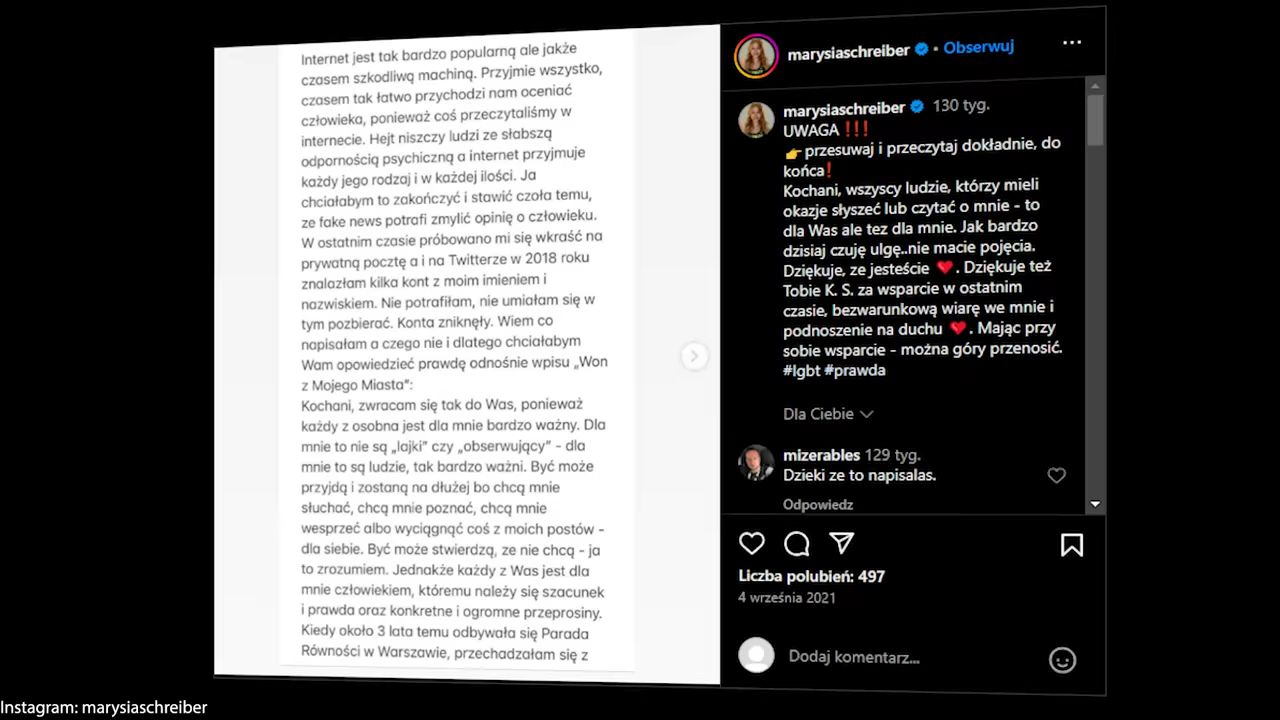 Internet jest tak bardzo popularną ale jakże
czasem szkodliwą machiną. Przyjmie wszystko,
czasem tak łatwo przychodzi nam oceniać
człowieka, ponieważ coś przeczytaliśmy w
internecie. Hejt niszczy ludzi ze słabszą
odpornością psychiczną a internet przyjmuje
każdy jego rodzaj i w każdej ilości. Ja
chciałabym to zakończyć i stawić czoła temu,
ze fake news potrafi zmylić opinię o człowieku.
W ostatnim czasie próbowano mi się wkraść na
prywatną pocztę a i na Twitterze w 2018 roku
znalazłam kilka kont z moim imieniem i
nazwiskiem. Nie potrafiłam, nie umiałam się w
tym pozbierać. Konta zniknęły. Wiem co
napisałam a czego nie i dlatego chciałabym
Wam opowiedzieć prawdę odnośnie wpisu „Won
z Mojego Miasta":
Kochani, zwracam się tak do Was, ponieważ
każdy z osobna jest dla mnie bardzo ważny. Dla
mnie to nie są „lajki" czy „obserwujący" - dla
mnie to są ludzie, tak bardzo ważni. Być może
przyjdą i zostaną na dłużej bo chcą mnie
słuchać, chcą mnie poznać, chcą mnie
wesprzeć albo wyciągnąć coś z moich postów -
dla siebie. Być może stwierdzą, ze nie chcą - ja
to zrozumiem. Jednakże każdy z Was jest dla
mnie człowiekiem, któremu należy się szacunek
i prawda oraz konkretne i ogromne przeprosiny.
Kiedy około 3 lata temu odbywała się Parada
Równości w Warszawie, przechadzałam się z
marysiaschreiber • Obserwuj
marysiaschreiber 130 tyg.
UWAGA ❗❗❗
👉 przesuwaj i przeczytaj dokładnie, do
końca❗
Kochani, wszyscy ludzie, którzy mieli
okazje słyszeć lub czytać o mnie - to
dla Was ale tez dla mnie. Jak bardzo
dzisiaj czuję ulgę..nie macie pojęcia.
Dziękuje, ze jesteście ❤️. Dziękuje też
Tobie K. S. za wsparcie w ostatnim
czasie, bezwarunkową wiarę we mnie i
podnoszenie na duchu ❤️. Mając przy
sobie wsparcie - można góry przenosić.
#lgbt #prawda
Dla Ciebie
mizerables 129 tyg.
Dzieki ze to napisalas.
Odpowiedz
Liczba polubień: 497
4 września 2021
Dodaj komentarz...
Instagram: marysiaschreiber